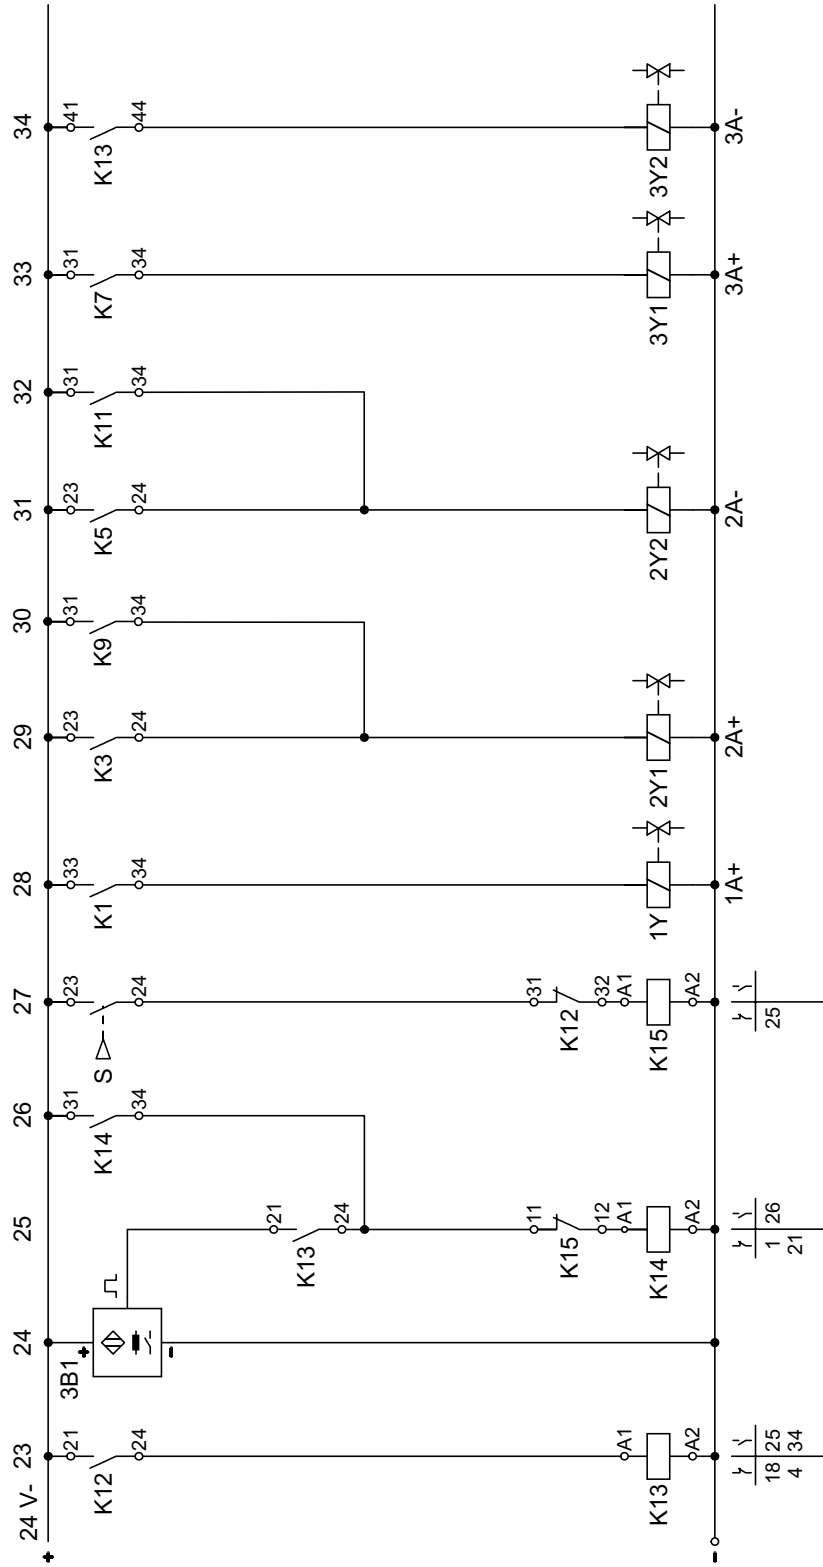 24 V- 23 24 25 26 27 28 29 30 31 32 33 34
+
21 31 23 33 23 31 23 31 31 41
3B1 +
K12 K14 S K1 K3 K9 K5 K11 K7 K13
24 34 24 34 24 34 24 34 34 44
-
21
K13
24
11 31
K15 K12
12 32
A1 A1 A1
K13 K14 K15 1Y 2Y1 2Y2 3Y1 3Y2
A2 A2 A2
-
1A+ 2A+ 2A- 3A+ 3A-
18 25 1 26 25
4 34 21